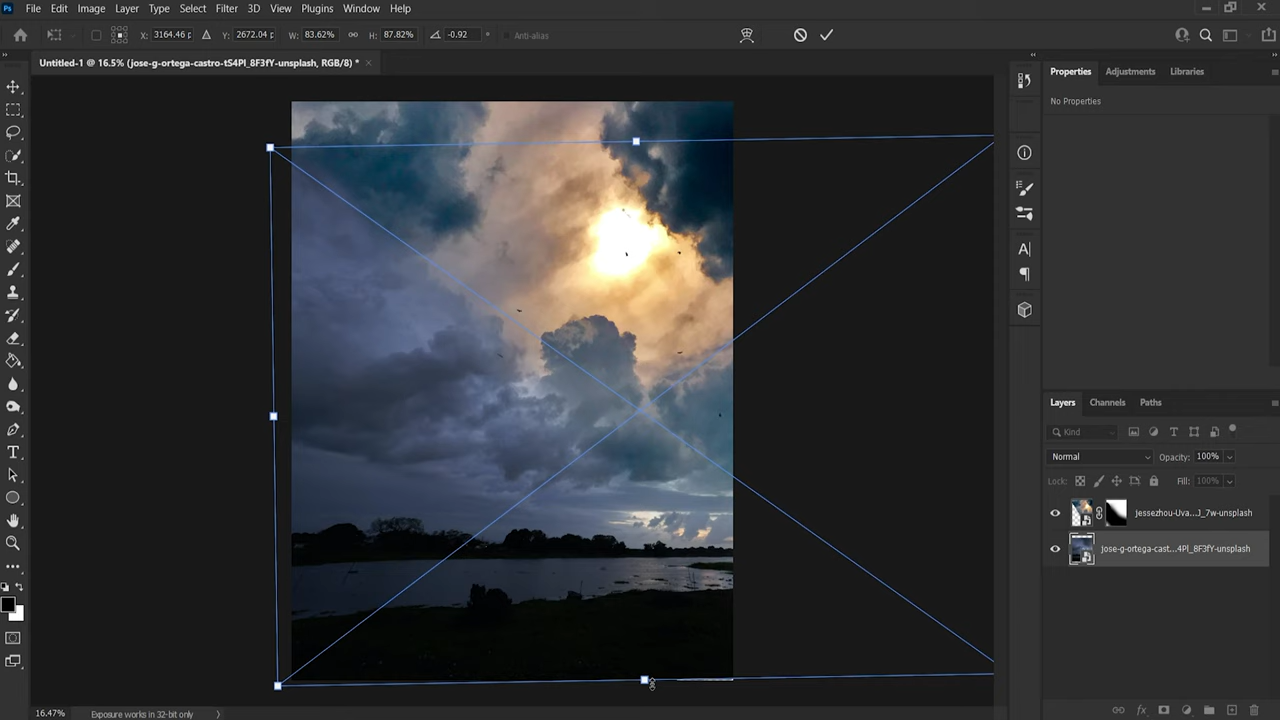 Ps File Edit Image Layer Type Select Filter 3D View Plugins Window Help
X: 3164.46 p Y: 2672.04 p W: 83.62% H: 87.82% -0.92 ° Anti-alias
Untitled-1 @ 16.5% (jose-g-ortega-castro-tS4Pl_8F3fY-unsplash, RGB/8) * ×
Properties Adjustments Libraries
No Properties
Layers Channels Paths
Kind
Normal Opacity: 100%
Lock: Fill: 100%
jessezhou-Uva...J_7w-unsplash
jose-g-ortega-cast...4Pl_8F3fY-unsplash
16.47% Exposure works in 32-bit only